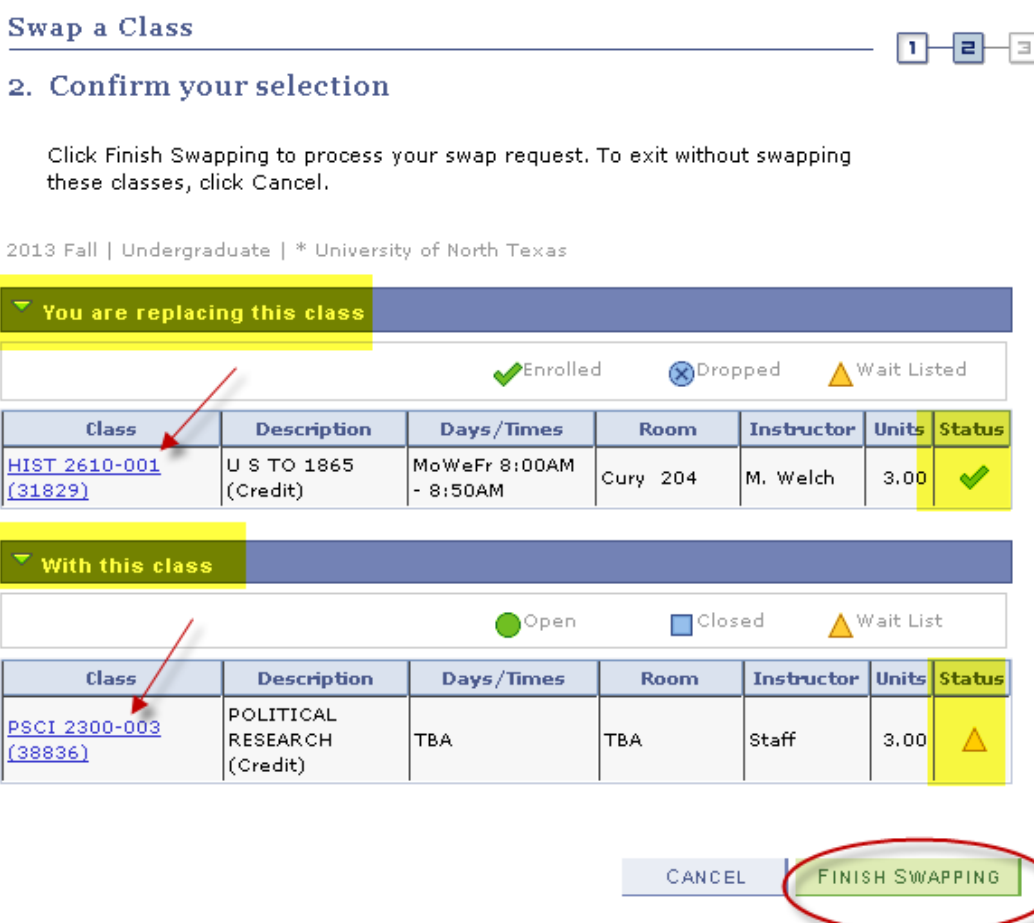 Swap a Class
1 2 3
2. Confirm your selection
Click Finish Swapping to process your swap request. To exit without swapping
these classes, click Cancel.
2013 Fall | Undergraduate | * University of North Texas
You are replacing this class
Enrolled Dropped Wait Listed
Class Description Days/Times Room Instructor Units Status
HIST 2610-001 U S TO 1865 MoWeFr 8:00AM Cury 204 M. Welch 3.00
(31829) (Credit) - 8:50AM
With this class
Open Closed Wait List
Class Description Days/Times Room Instructor Units Status
PSCI 2300-003 POLITICAL TBA TBA Staff 3.00
(38836) RESEARCH
(Credit)
CANCEL FINISH SWAPPING